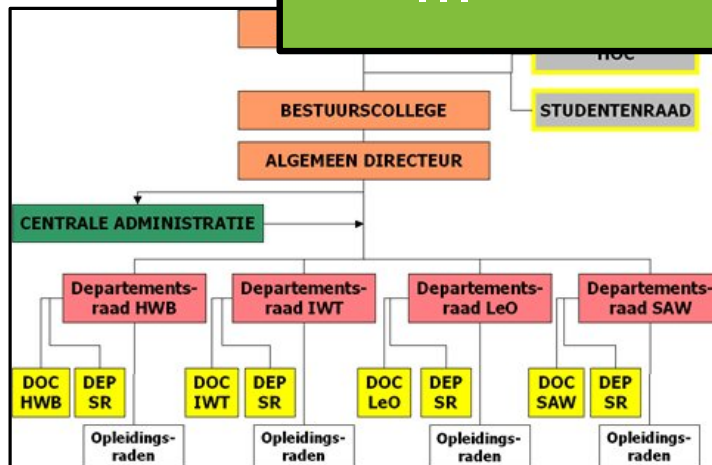 HOC
BESTUURSCOLLEGE
STUDENTENRAAD
ALGEMEEN DIRECTEUR
CENTRALE ADMINISTRATIE
Departements-
raad HWB
Departements-
raad IWT
Departements-
raad LeO
Departements-
raad SAW
DOC
HWB
DEP
SR
DOC
IWT
DEP
SR
DOC
LeO
DEP
SR
DOC
SAW
DEP
SR
Opleidings-
raden
Opleidings-
raden
Opleidings-
raden
Opleidings-
raden